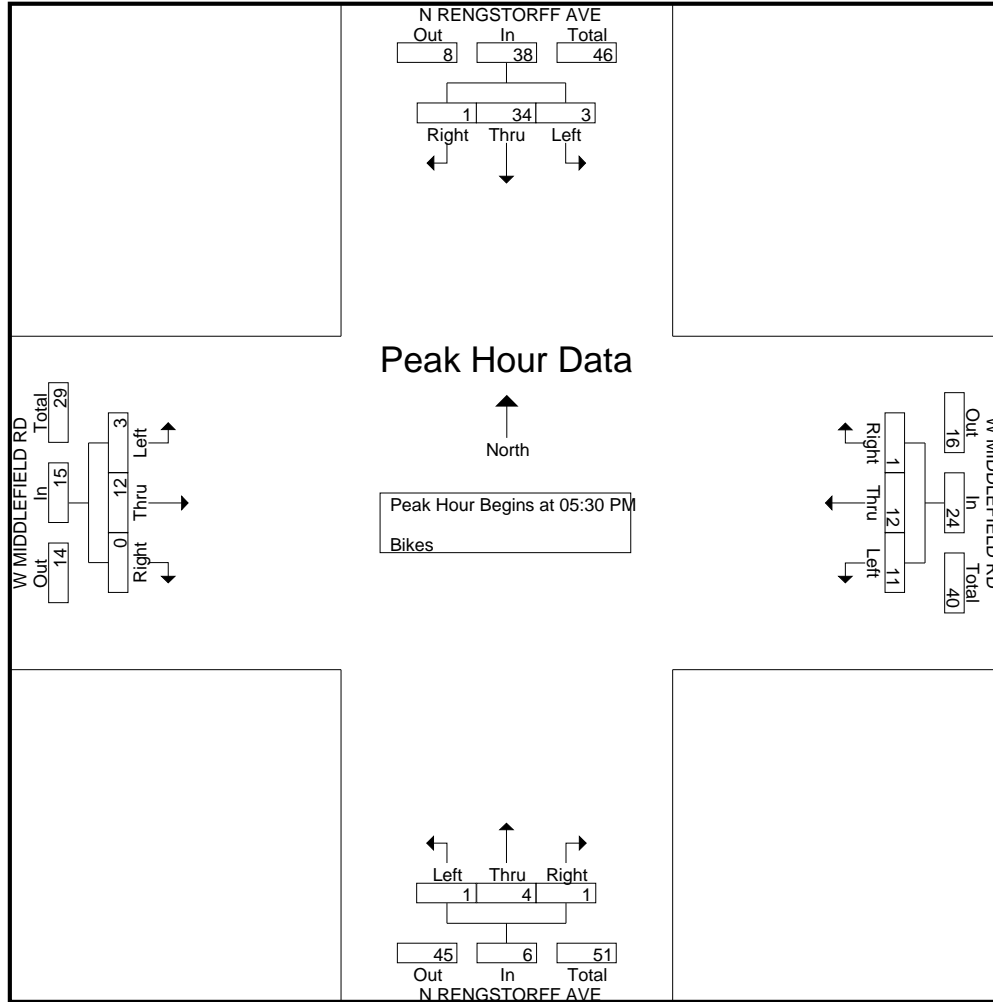 N RENGSTORFF AVE
Out In Total
8 38 46
1 34 3
Right Thru Left
Peak Hour Data
North
Peak Hour Begins at 05:30 PM
Bikes
W MIDDLEFIELD RD
Out In Total
14 15 29
0 12 3
Right Thru Left
W MIDDLEFIELD RD
Out In Total
16 24 40
1 12 11
Right Thru Left
Left Thru Right
1 4 1
45 6 51
Out In Total
N RENGSTORFF AVE